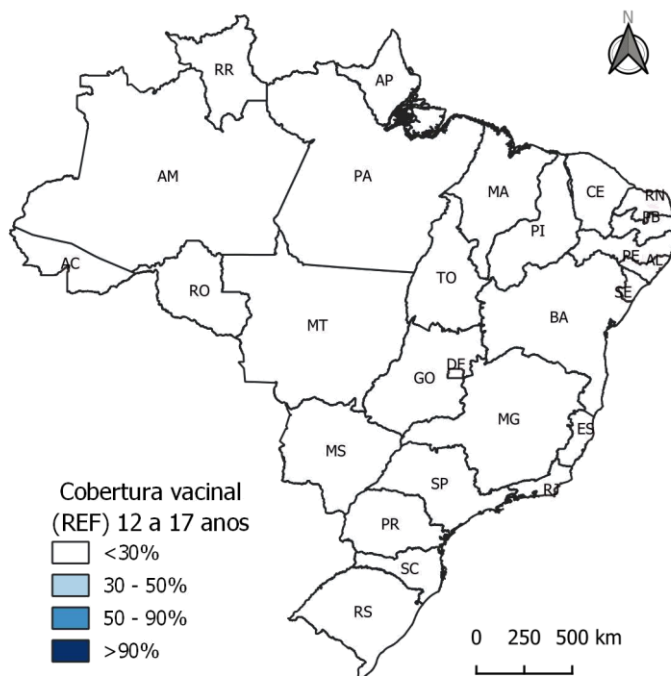 N
RR
AP
AM
PA
MA
CE
RN
PB
PI
PE
AL
AC
TO
SE
RO
BA
MT
DF
GO
MG
ES
MS
SP
RJ
Cobertura vacinal
(REF) 12 a 17 anos
PR
<30%
SC
30 - 50%
RS
50 - 90%
0 250 500 km
>90%